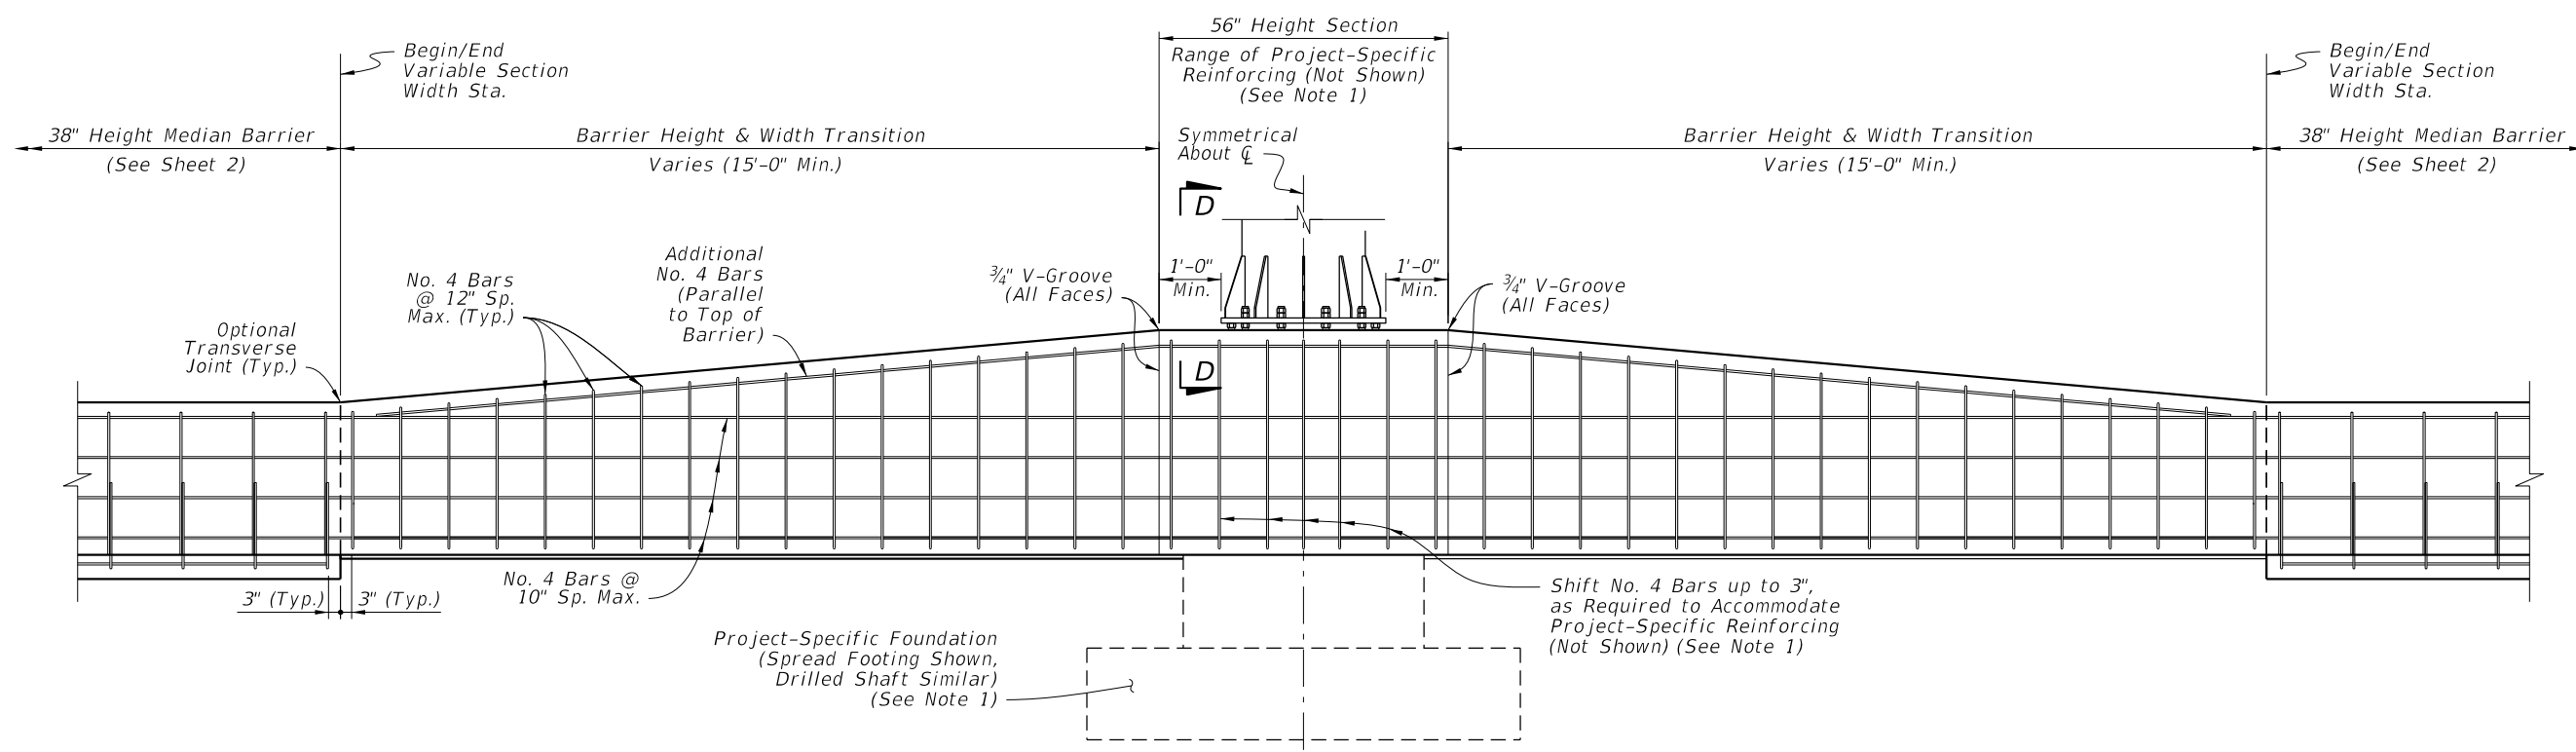 56" Height Section
Range of Project-Specific
Reinforcing (Not Shown)
(See Note 1)
Begin/End
Variable Section
Width Sta.
Begin/End
Variable Section
Width Sta.
38" Height Median Barrier
(See Sheet 2)
Barrier Height & Width Transition
Varies (15'-0" Min.)
Symmetrical
About ℄
Barrier Height & Width Transition
Varies (15'-0" Min.)
38" Height Median Barrier
(See Sheet 2)
D
Additional
No. 4 Bars
(Parallel
to Top of
Barrier)
No. 4 Bars
@ 12" Sp.
Max. (Typ.)
¾" V-Groove
(All Faces)
1'-0"
Min.
1'-0"
Min.
¾" V-Groove
(All Faces)
Optional
Transverse
Joint (Typ.)
D
No. 4 Bars @
10" Sp. Max.
3" (Typ.)
3" (Typ.)
Shift No. 4 Bars up to 3",
as Required to Accommodate
Project-Specific Reinforcing
(Not Shown) (See Note 1)
Project-Specific Foundation
(Spread Footing Shown,
Drilled Shaft Similar)
(See Note 1)